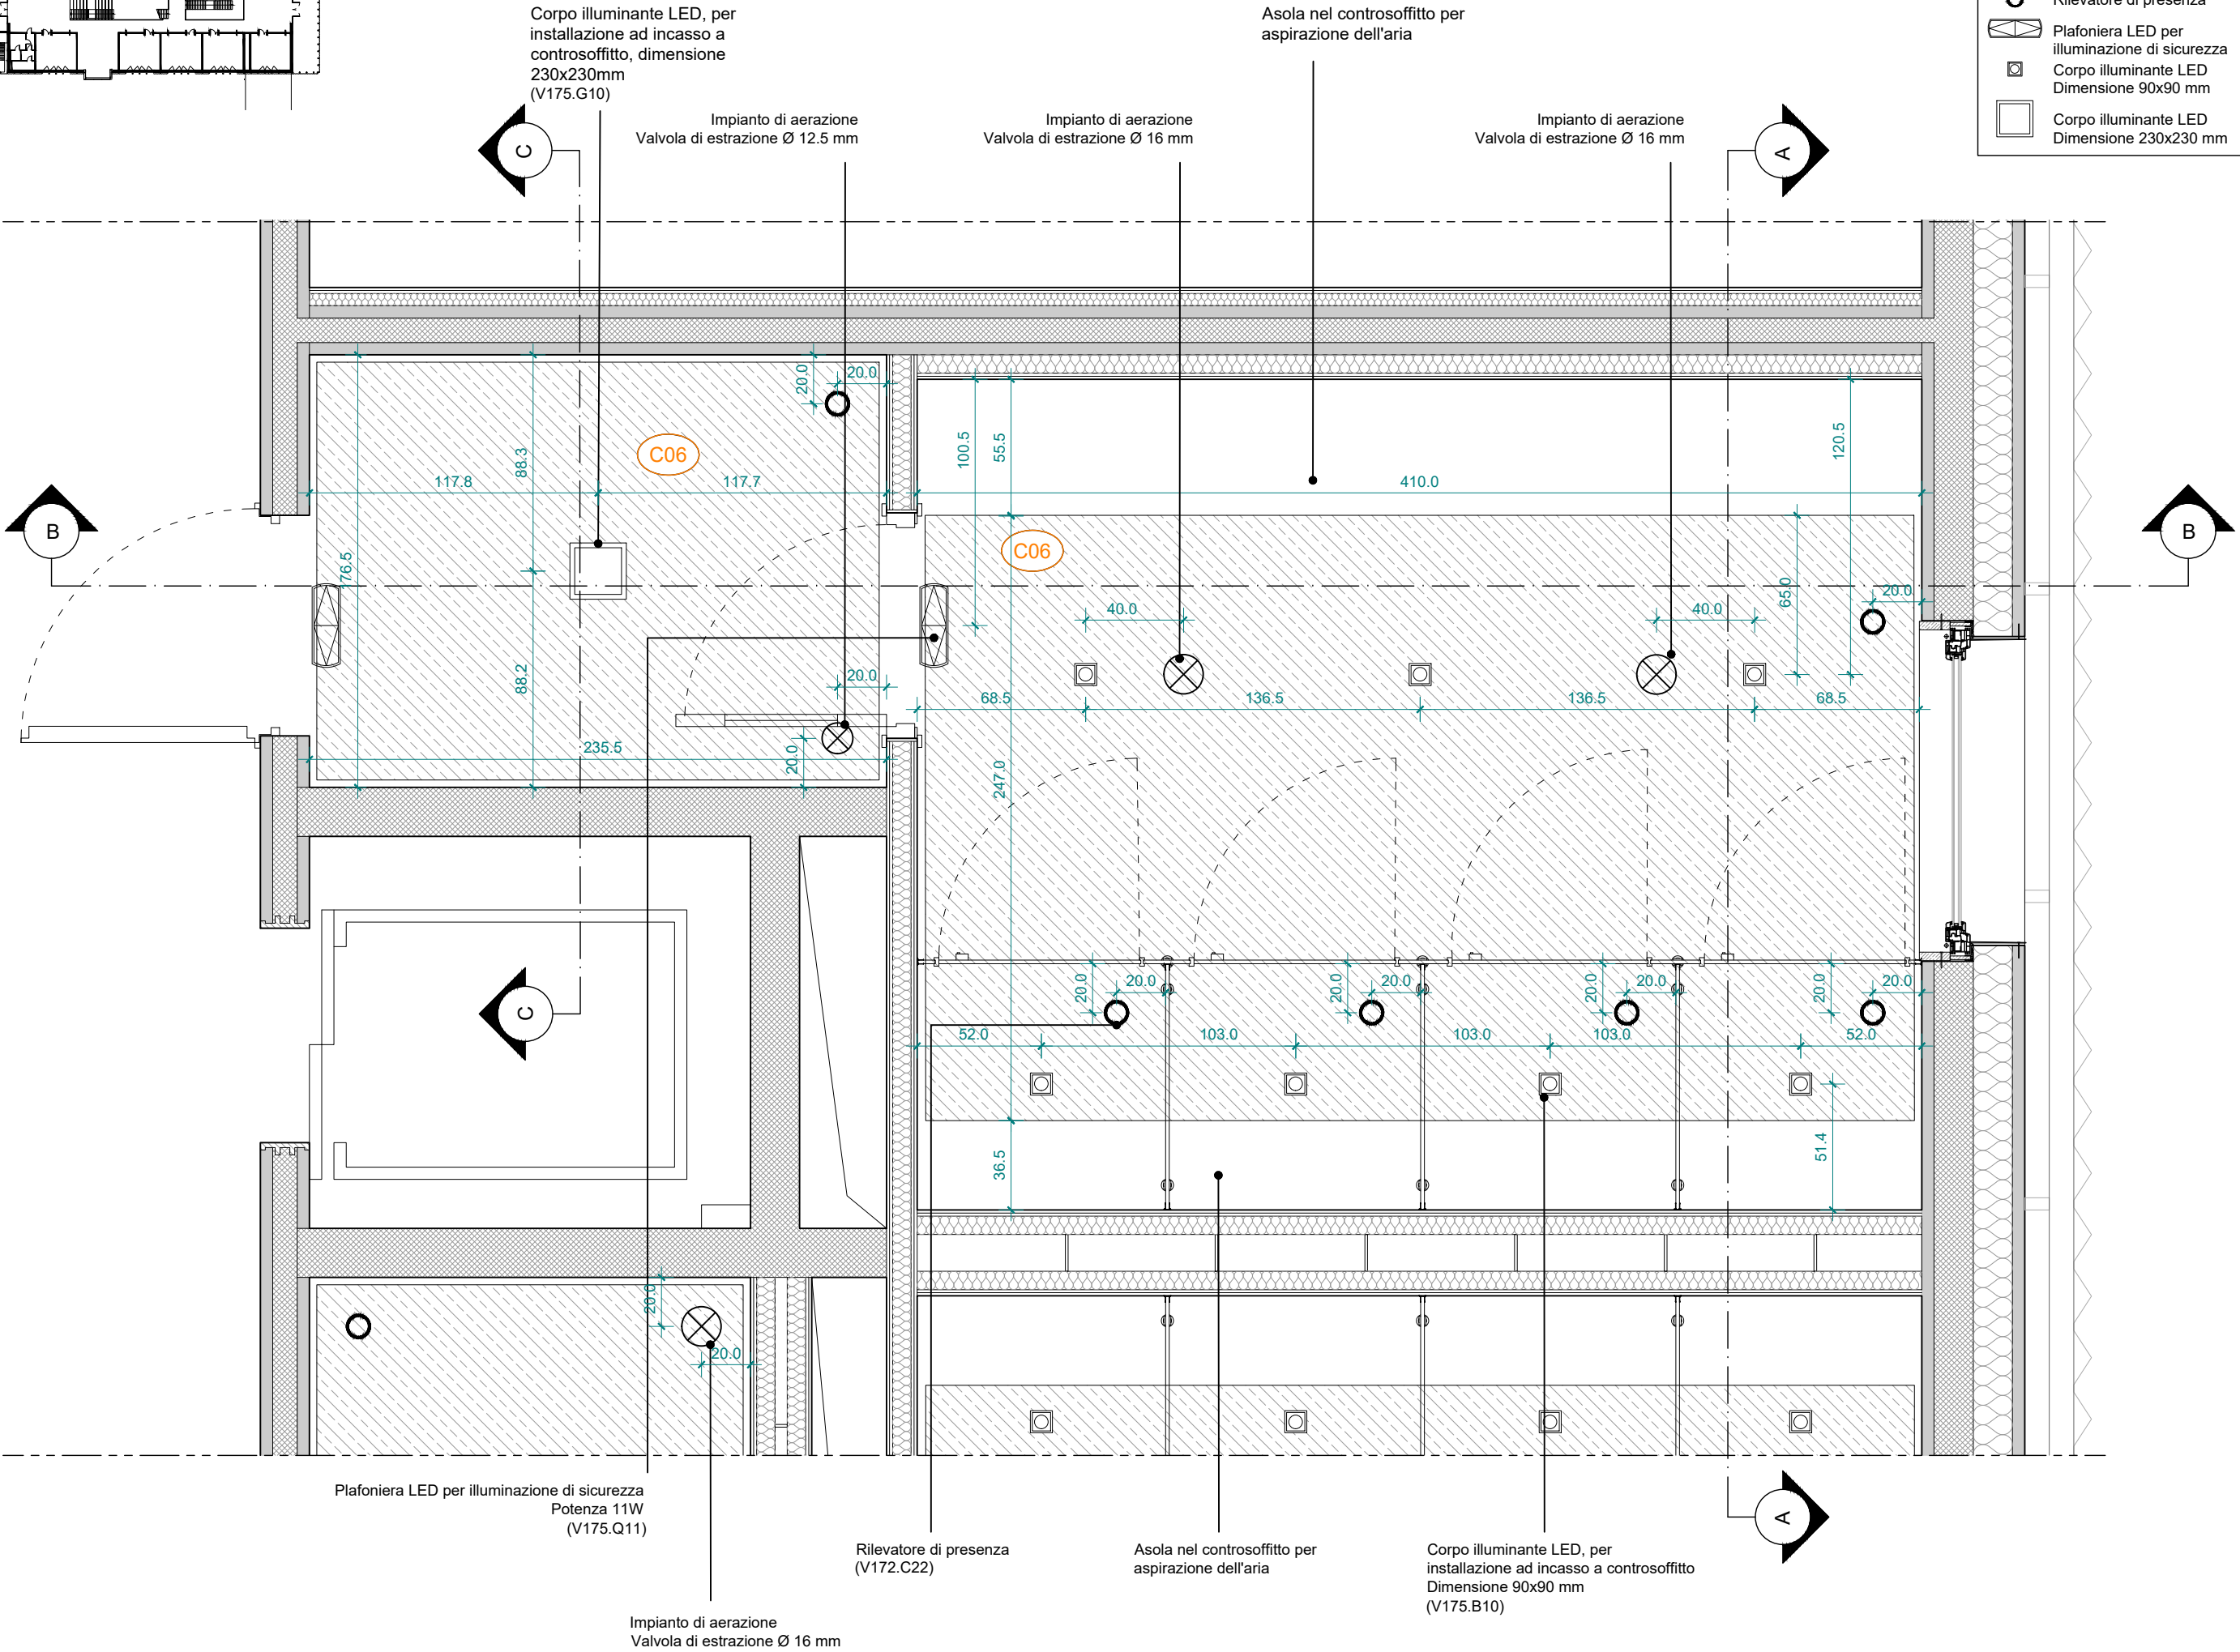 Corpo illuminante LED, per
installazione ad incasso a
controsoffitto, dimensione
230x230mm
(V175.G10)
Asola nel controsoffitto per
aspirazione dell'aria
Rilevatore di presenza
Plafoniera LED per
illuminazione di sicurezza
Corpo illuminante LED
Dimensione 90x90 mm
Corpo illuminante LED
Dimensione 230x230 mm
Impianto di aerazione
Valvola di estrazione Ø 12.5 mm
Impianto di aerazione
Valvola di estrazione Ø 16 mm
Impianto di aerazione
Valvola di estrazione Ø 16 mm
C
A
20.0
20.0
C06
88.3
100.5
55.5
120.5
117.8
117.7
410.0
B
B
C06
176.5
65.0
20.0
40.0
40.0
88.2
20.0
68.5
136.5
136.5
68.5
235.5
20.0
247.0
C
20.0
20.0
20.0
20.0
20.0
20.0
20.0
20.0
52.0
103.0
103.0
103.0
52.0
36.5
51.4
20.0
20.0
A
Plafoniera LED per illuminazione di sicurezza
Potenza 11W
(V175.Q11)
Rilevatore di presenza
(V172.C22)
Asola nel controsoffitto per
aspirazione dell'aria
Corpo illuminante LED, per
installazione ad incasso a controsoffitto
Dimensione 90x90 mm
(V175.B10)
Impianto di aerazione
Valvola di estrazione Ø 16 mm